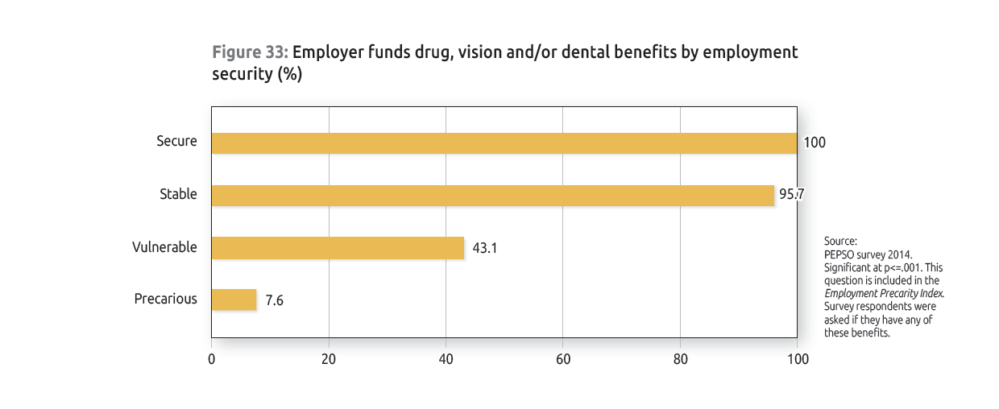 Figure 33: Employer funds drug, vision and/or dental benefits by employment
security (%)
Secure
100
Stable
95.7
Vulnerable
43.1
Precarious
7.6
0 20 40 60 80 100
Source:
PEPSO survey 2014.
Significant at p<=.001. This
question is included in the
Employment Precarity Index.
Survey respondents were
asked if they have any of
these benefits.